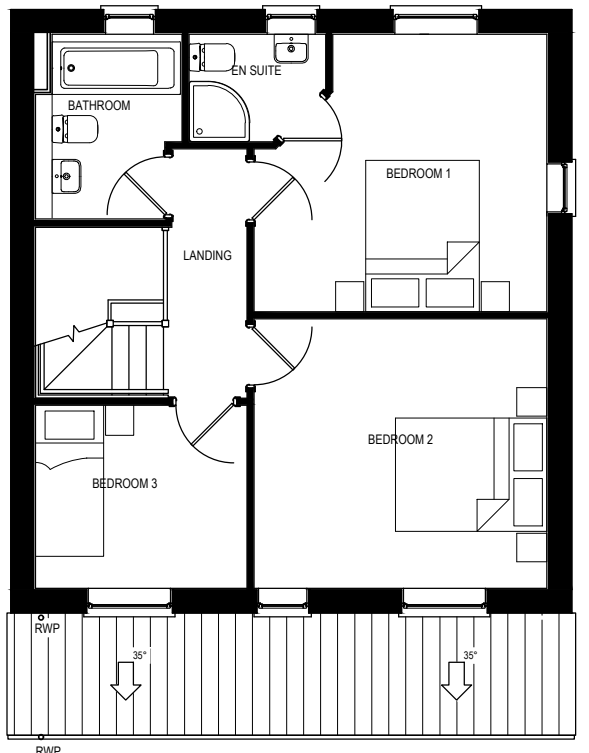 EN SUITE
BATHROOM
BEDROOM 1
LANDING
BEDROOM 2
BEDROOM 3
RWP
35°
35°
RWP